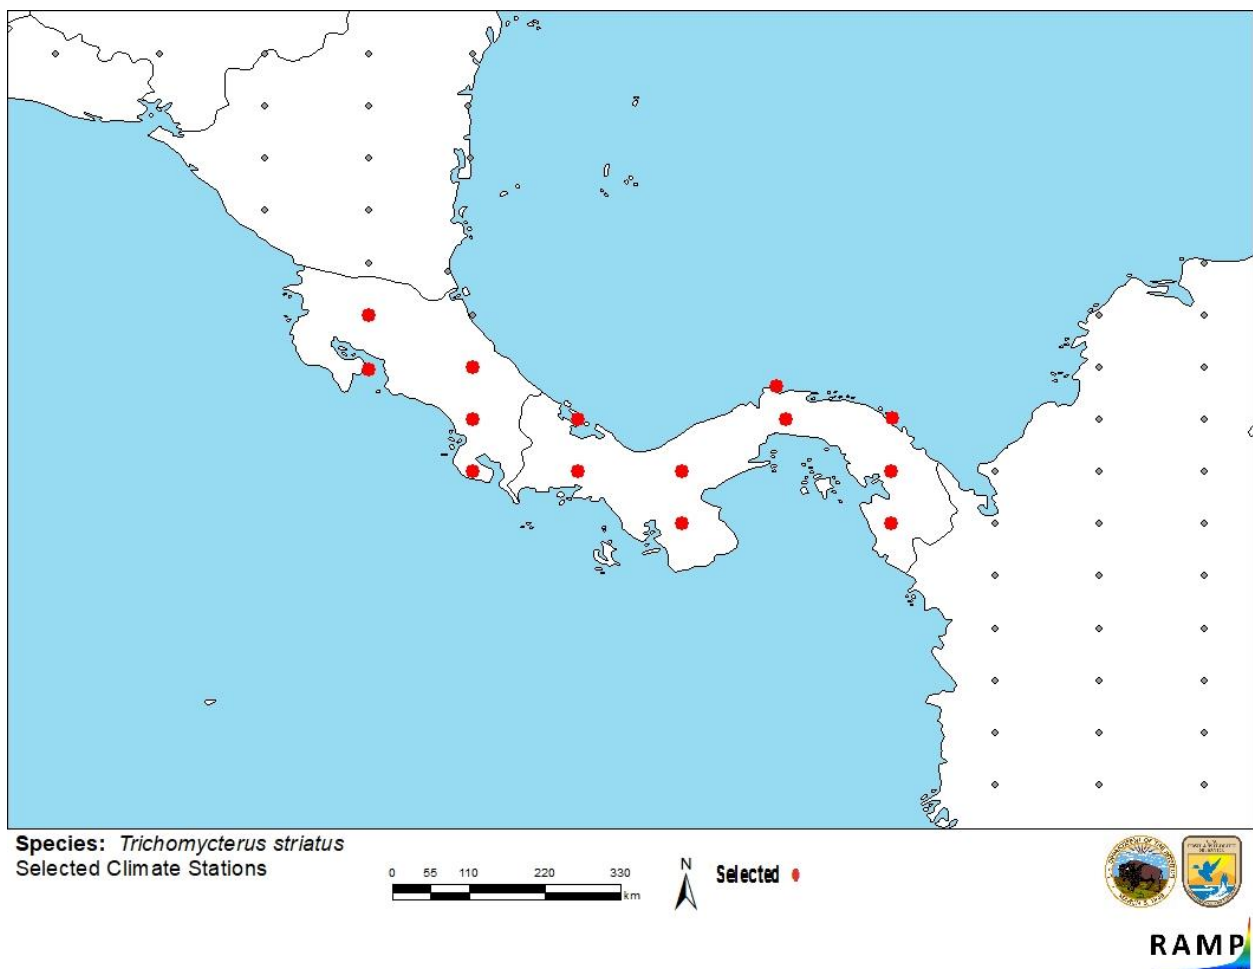 Species: Trichomycterus striatus
Selected Climate Stations
0 55 110 220 330
km
N
Selected
RAMP